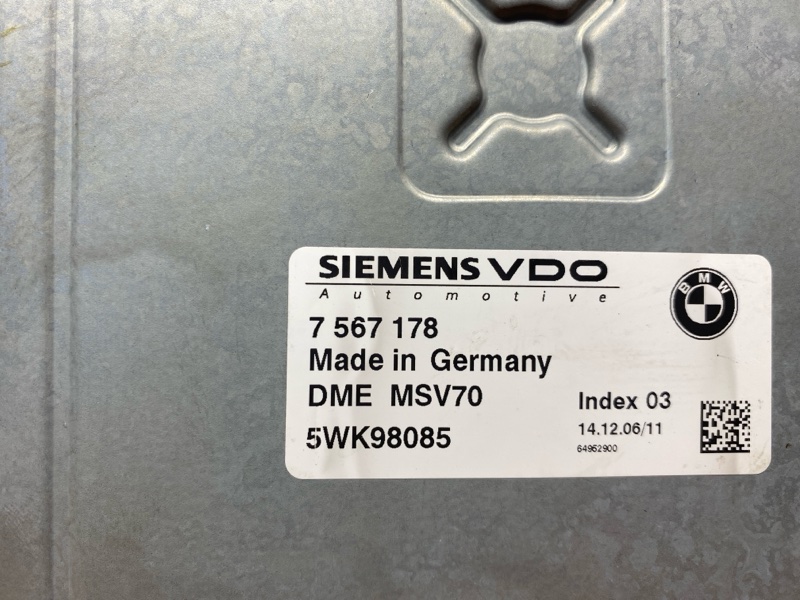 SIEMENS VDO
Automotive
BMW
7 567 178
Made in Germany
DME MSV70
Index 03
5WK98085
14.12.06/11
64962900